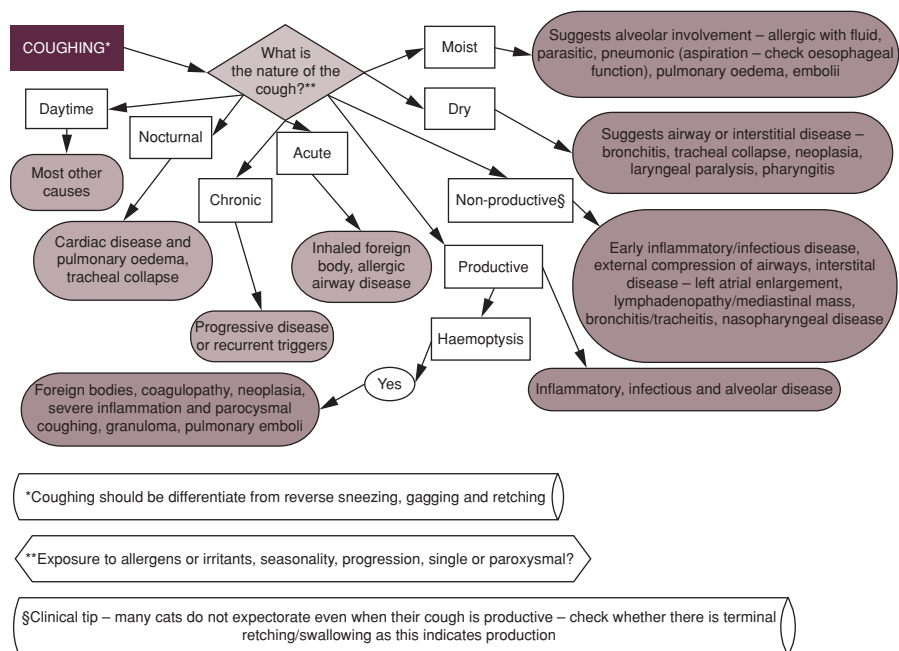 COUGHING*
What is
the nature of the
cough?**
Moist
Suggests alveolar involvement – allergic with fluid,
parasitic, pneumonic (aspiration – check oesophageal
function), pulmonary oedema, embolii
Dry
Suggests airway or interstitial disease –
bronchitis, tracheal collapse, neoplasia,
laryngeal paralysis, pharyngitis
Daytime
Most other
causes
Nocturnal
Cardiac disease and
pulmonary oedema,
tracheal collapse
Chronic
Progressive disease
or recurrent triggers
Acute
Inhaled foreign
body, allergic
airway disease
Non-productive§
Early inflammatory/infectious disease,
external compression of airways, interstital
disease – left atrial enlargement,
lymphadenopathy/mediastinal mass,
bronchitis/tracheitis, nasopharyngeal disease
Productive
Haemoptysis
Yes
Inflammatory, infectious and alveolar disease
Foreign bodies, coagulopathy, neoplasia,
severe inflammation and parocysmal
coughing, granuloma, pulmonary emboli
*Coughing should be differentiate from reverse sneezing, gagging and retching
**Exposure to allergens or irritants, seasonality, progression, single or paroxysmal?
§Clinical tip – many cats do not expectorate even when their cough is productive – check whether there is terminal
retching/swallowing as this indicates production